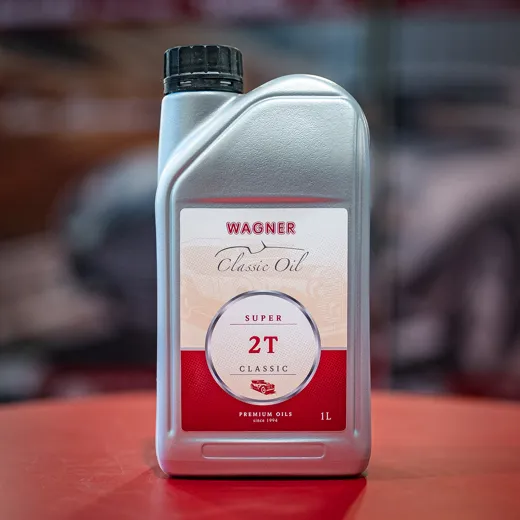 WAGNER
Classic Oil
SUPER
2T
CLASSIC
PREMIUM OILS
since 1994
1L